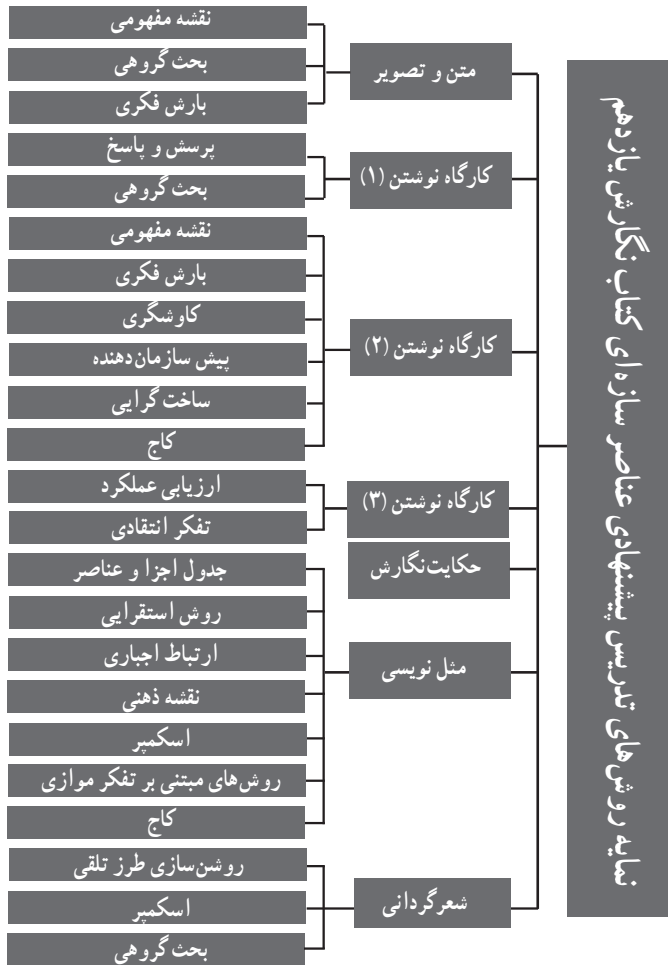 نمایه روش‌های تدریس پیشنهادی عناصر سازه‌ای کتاب نگارش یازدهم
متن و تصویر
نقشه مفهومی
بحث گروهی
بارش فکری
کارگاه نوشتن (۱)
پرسش و پاسخ
بحث گروهی
کارگاه نوشتن (۲)
نقشه مفهومی
بارش فکری
کاوشگری
پیش سازمان‌دهنده
ساخت گرایی
کاج
کارگاه نوشتن (۳)
ارزیابی عملکرد
تفکر انتقادی
حکایت‌نگارش
مثل نویسی
جدول اجزا و عناصر
روش استقرایی
ارتباط اجباری
نقشه ذهنی
اسکمپر
روش‌های مبتنی بر تفکر موازی
کاج
شعرگردانی
روشن‌سازی طرز تلقی
اسکمپر
بحث گروهی